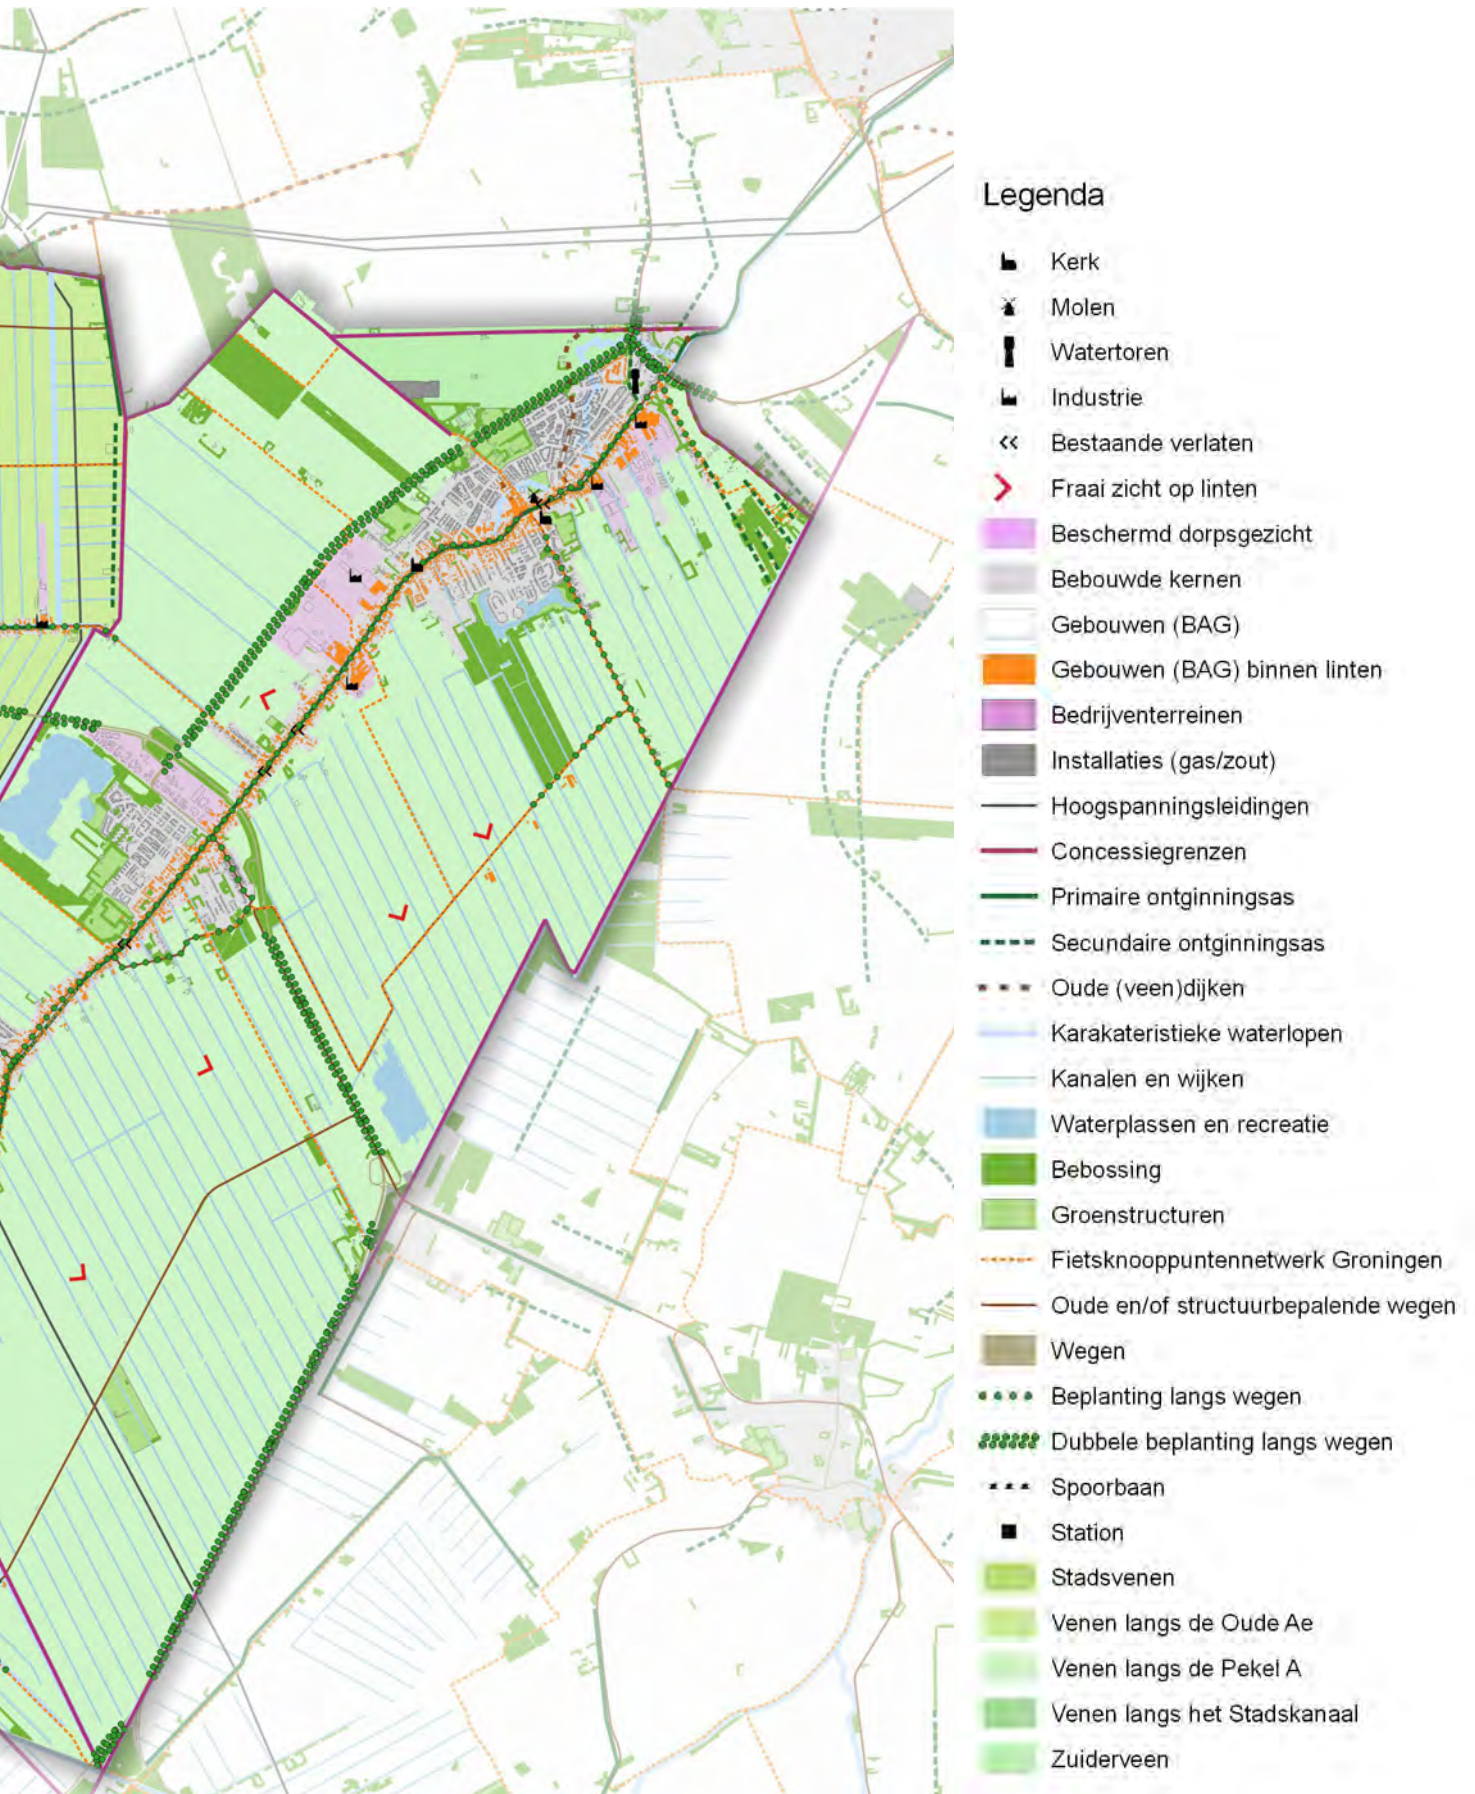 Legenda
Kerk
Molen
Watertoren
Industrie
Bestaande verlaten
Fraai zicht op linten
Beschermd dorpsgezicht
Bebouwde kernen
Gebouwen (BAG)
Gebouwen (BAG) binnen linten
Bedrijventerreinen
Installaties (gas/zout)
Hoogspanningsleidingen
Concessiegrenzen
Primaire ontginningsas
Secundaire ontginningsas
Oude (veen)dijken
Karakateristieke waterlopen
Kanalen en wijken
Waterplassen en recreatie
Bebossing
Groenstructuren
Fietsknooppuntennetwerk Groningen
Oude en/of structuurbepalende wegen
Wegen
Beplanting langs wegen
Dubbele beplanting langs wegen
Spoorbaan
Station
Stadsvenen
Venen langs de Oude Ae
Venen langs de Pekel A
Venen langs het Stadskanaal
Zuiderveen